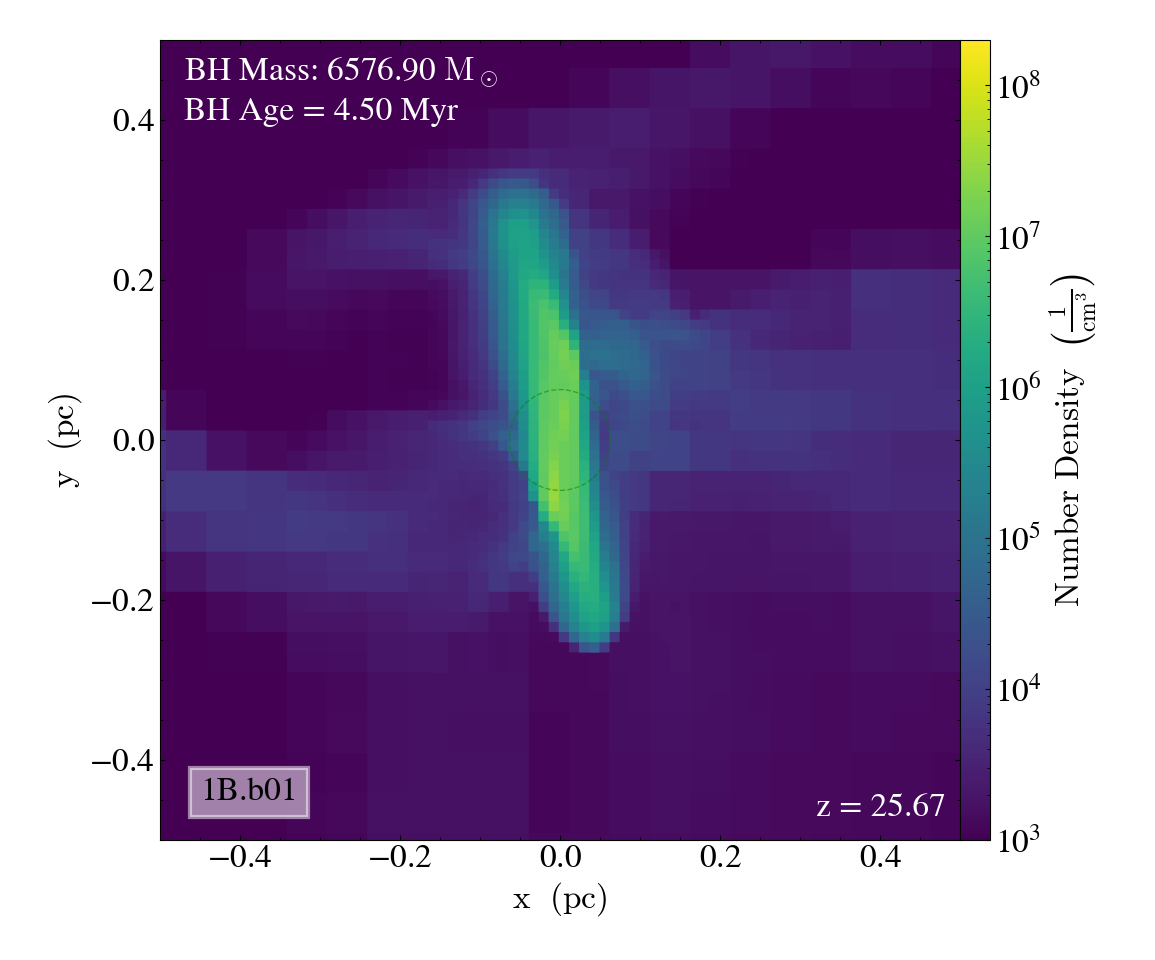 BH Mass: 6576.90 M⊙
BH Age = 4.50 Myr
0.4
0.2
0.0
−0.2
−0.4
y (pc)
1B.b01
z = 25.67
−0.4 −0.2 0.0 0.2 0.4
x (pc)
10⁸
10⁷
10⁶
10⁵
10⁴
10³
Number Density (1/cm³)